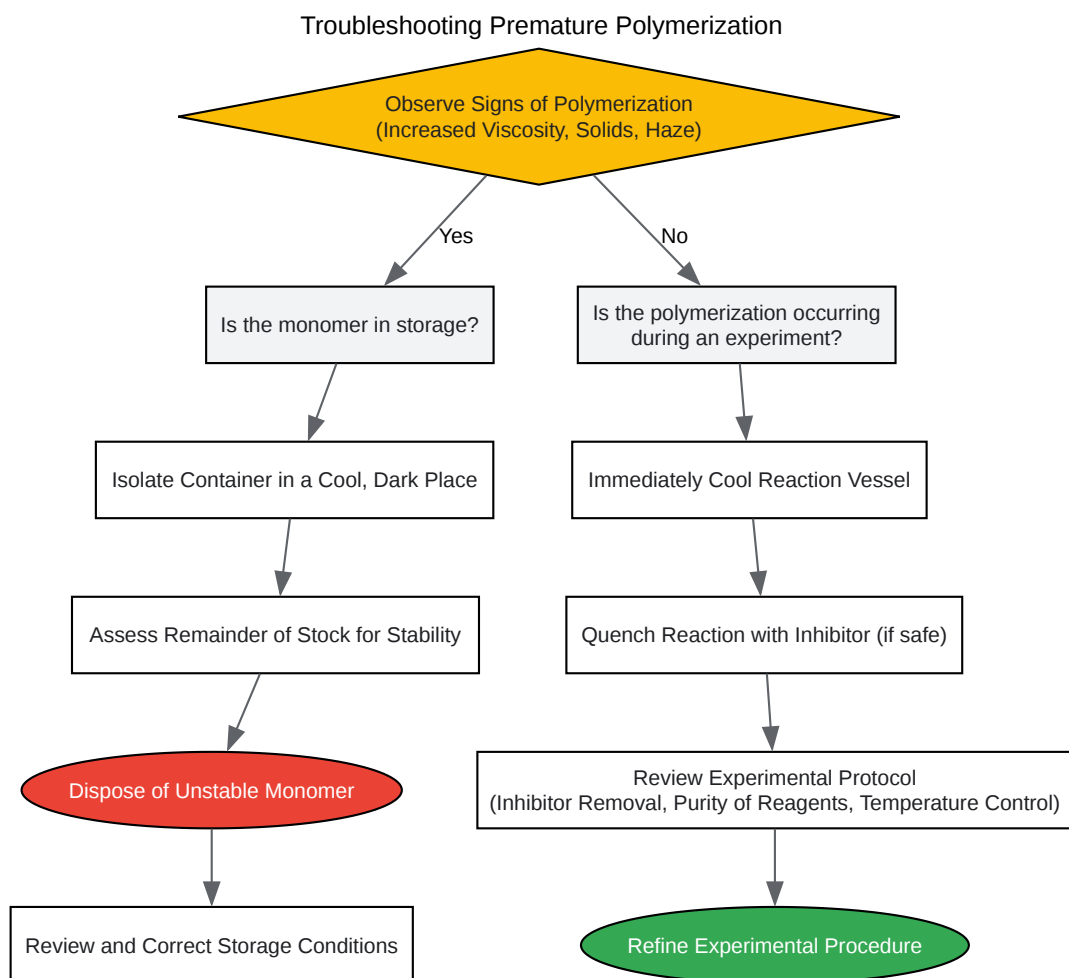 Troubleshooting Premature Polymerization
Observe Signs of Polymerization
(Increased Viscosity, Solids, Haze)
Yes
No
Is the monomer in storage?
Is the polymerization occurring
during an experiment?
Isolate Container in a Cool, Dark Place
Immediately Cool Reaction Vessel
Assess Remainder of Stock for Stability
Quench Reaction with Inhibitor (if safe)
Dispose of Unstable Monomer
Review Experimental Protocol
(Inhibitor Removal, Purity of Reagents, Temperature Control)
Review and Correct Storage Conditions
Refine Experimental Procedure